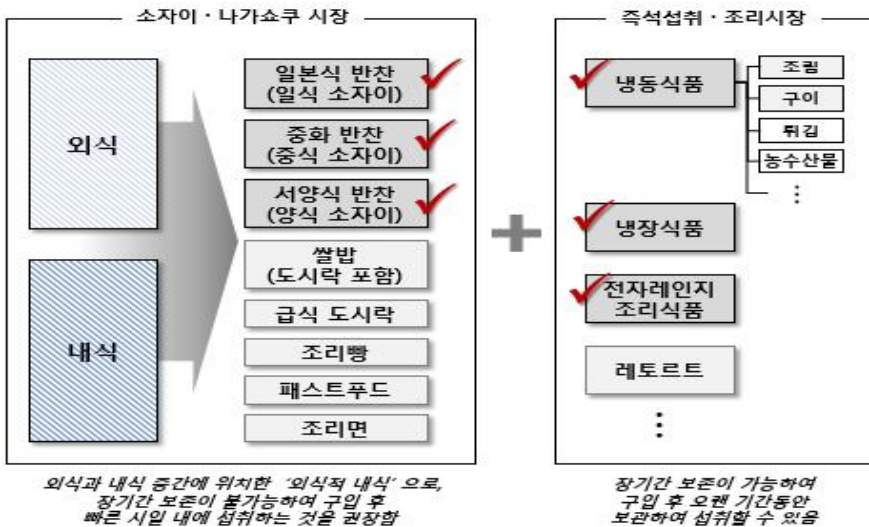 소자이・나가쇼쿠 시장
외식
내식
일본식 반찬
(일식 소자이)
중화 반찬
(중식 소자이)
서양식 반찬
(양식 소자이)
쌀밥
(도시락 포함)
급식 도시락
조리빵
패스트푸드
조리면
외식과 내식 중간에 위치한 ‘외식적 내식’으로,
장기간 보존이 불가능하여 구입 후
빠른 시일 내에 섭취하는 것을 권장함
+
즉석섭취・조리시장
냉동식품
조림
구이
튀김
농수산물
⋮
냉장식품
전자레인지
조리식품
레토르트
⋮
장기간 보존이 가능하여
구입 후 오랜 기간동안
보관하여 섭취할 수 있음